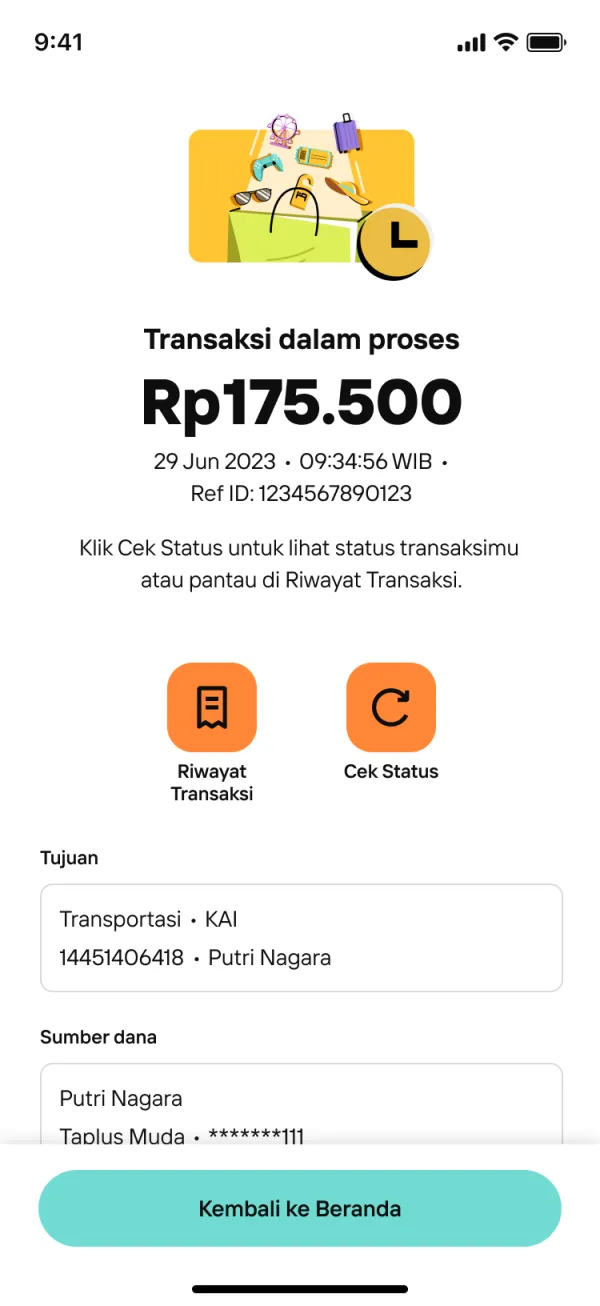 9:41
Transaksi dalam proses
Rp175.500
29 Jun 2023 • 09:34:56 WIB •
Ref ID: 1234567890123
Klik Cek Status untuk lihat status transaksimu
atau pantau di Riwayat Transaksi.
Riwayat
Transaksi
Cek Status
Tujuan
Transportasi • KAI
14451406418 • Putri Nagara
Sumber dana
Putri Nagara
Taplus Muda • *******111
Kembali ke Beranda